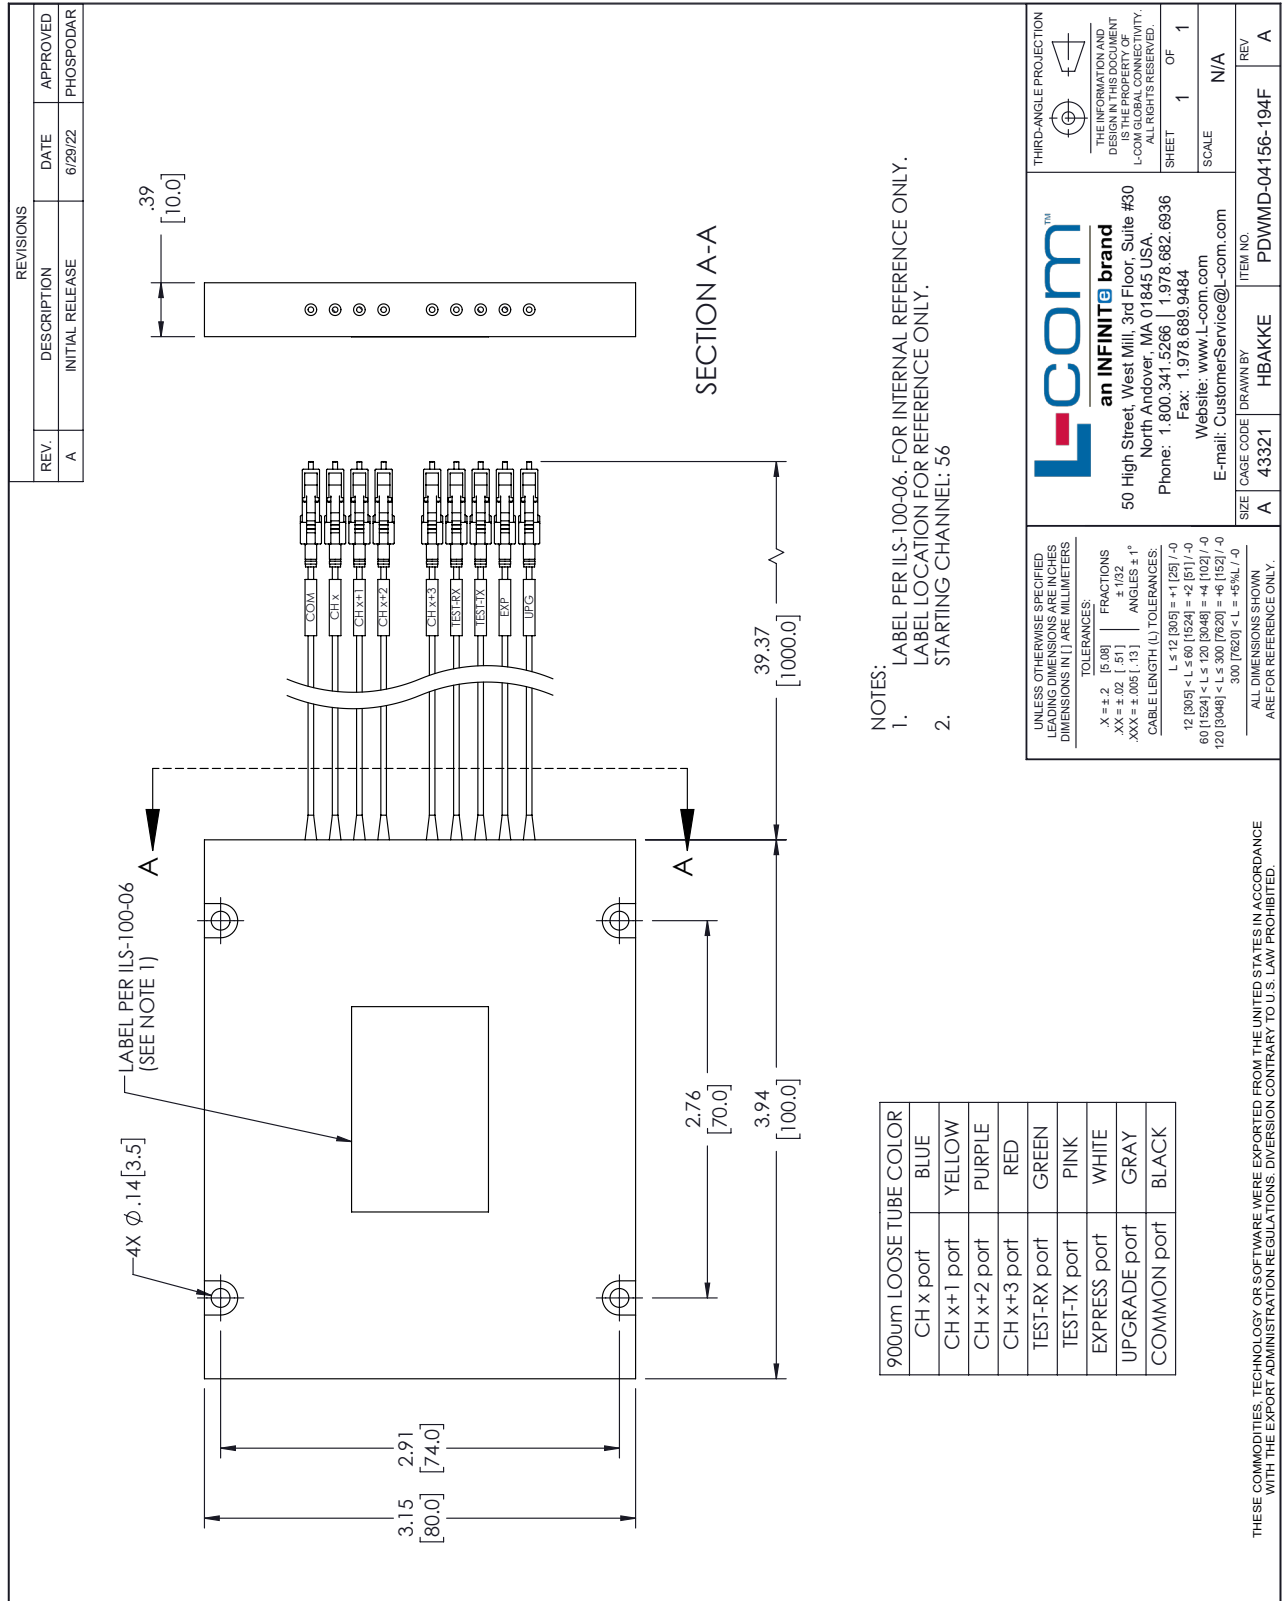 REVISIONS
REV. DESCRIPTION DATE APPROVED
A INITIAL RELEASE 6/29/22 PHOSPODAR
4X Ø .14 [3.5]
LABEL PER ILS-100-06
(SEE NOTE 1)
A
A
COM
CH x
CH x+1
CH x+2
CH x+3
TEST-RX
TEST-TX
EXP
UPG
.39
[10.0]
SECTION A-A
3.15
[80.0]
2.91
[74.0]
2.76
[70.0]
3.94
[100.0]
39.37
[1000.0]
NOTES:
1. LABEL PER ILS-100-06. FOR INTERNAL REFERENCE ONLY.
LABEL LOCATION FOR REFERENCE ONLY.
2. STARTING CHANNEL: 56
900um LOOSE TUBE COLOR
CH x port BLUE
CH x+1 port YELLOW
CH x+2 port PURPLE
CH x+3 port RED
TEST-RX port GREEN
TEST-TX port PINK
EXPRESS port WHITE
UPGRADE port GRAY
COMMON port BLACK
UNLESS OTHERWISE SPECIFIED
LEADING DIMENSIONS ARE INCHES
DIMENSIONS IN [ ] ARE MILLIMETERS
TOLERANCES:
.X = ± .2 [5.08]
.XX = ± .02 [ .51 ]
.XXX = ± .005 [ .13 ]
FRACTIONS
± 1/32
ANGLES ± 1°
CABLE LENGTH (L) TOLERANCES:
L ≤ 12 [305] = +1 [25] / -0
12 [305] < L ≤ 60 [1524] = +2 [51] / -0
60 [1524] < L ≤ 120 [3048] = +4 [102] / -0
120 [3048] < L ≤ 300 [7620] = +6 [152] / -0
300 [7620] < L = +5%L / -0
ALL DIMENSIONS SHOWN
ARE FOR REFERENCE ONLY.
L-com™
an INFINITe brand
50 High Street, West Mill, 3rd Floor, Suite #30
North Andover, MA 01845 USA.
Phone: 1.800.341.5266 | 1.978.682.6936
Fax: 1.978.689.9484
Website: www.L-com.com
E-mail: CustomerService@L-com.com
THIRD-ANGLE PROJECTION
THE INFORMATION AND
DESIGN IN THIS DOCUMENT
IS THE PROPERTY OF
L-COM GLOBAL CONNECTIVITY.
ALL RIGHTS RESERVED.
SHEET 1 OF 1
SCALE N/A
SIZE A
CAGE CODE 43321
DRAWN BY HBAKKE
ITEM NO. PDWMD-04156-194F
REV A
THESE COMMODITIES, TECHNOLOGY OR SOFTWARE WERE EXPORTED FROM THE UNITED STATES IN ACCORDANCE
WITH THE EXPORT ADMINISTRATION REGULATIONS. DIVERSION CONTRARY TO U.S. LAW PROHIBITED.